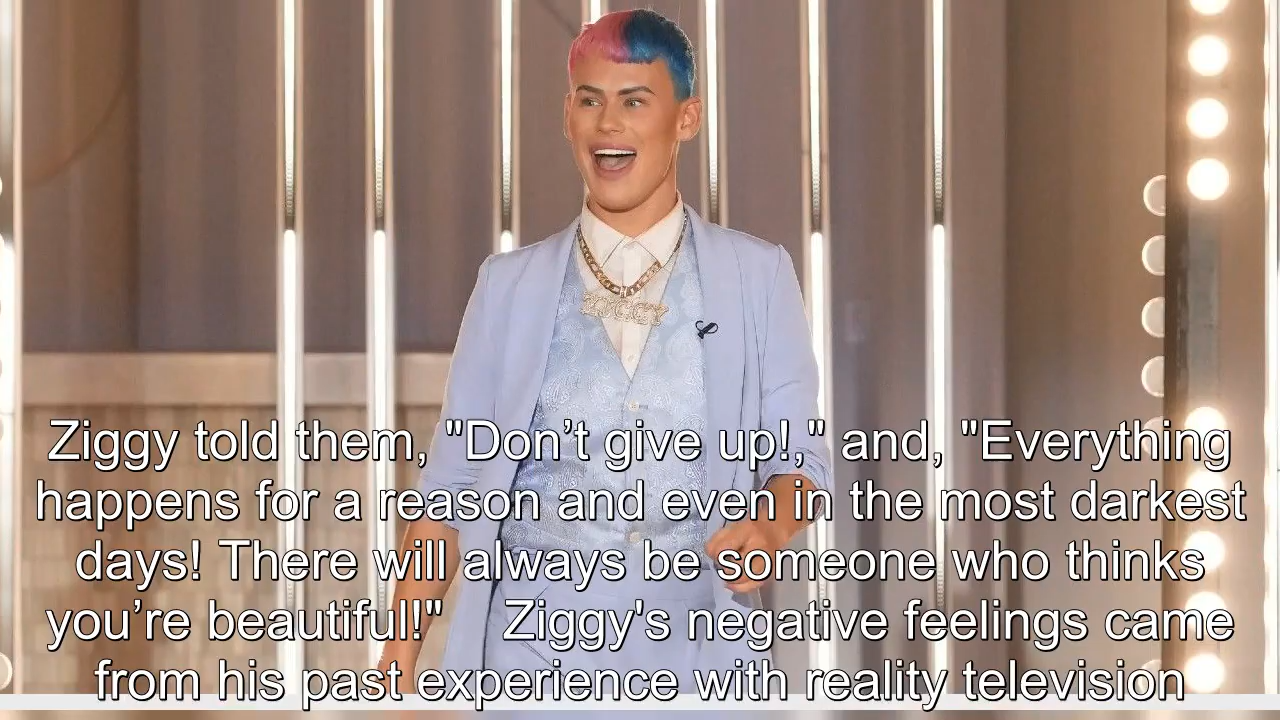 ZIGGY
Ziggy told them, "Don’t give up!," and, "Everything
happens for a reason and even in the most darkest
days! There will always be someone who thinks
you’re beautiful!"    Ziggy's negative feelings came
from his past experience with reality television